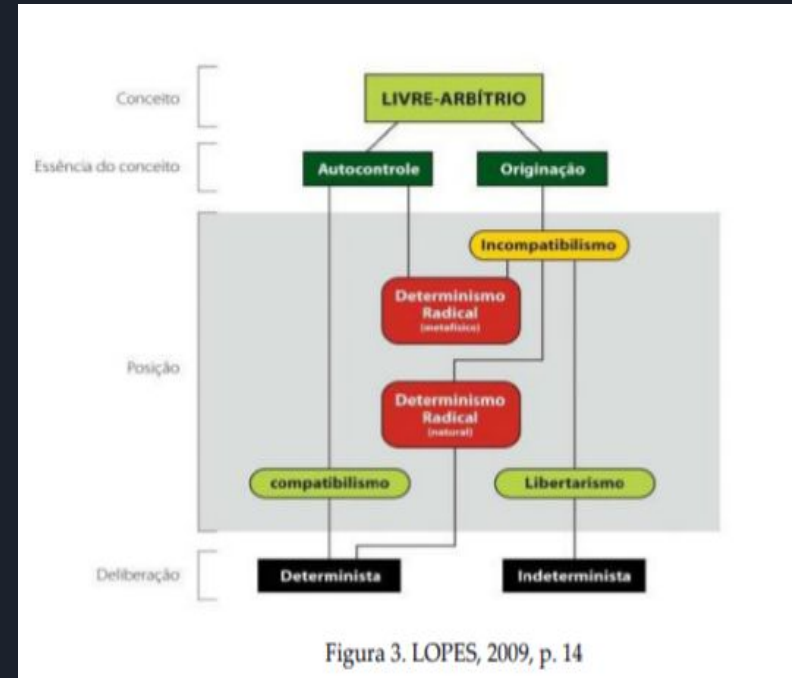 Conceito
LIVRE-ARBÍTRIO
Essência do conceito
Autocontrole
Originação
Incompatibilismo
Determinismo
Radical
(metafísico)
Posição
Determinismo
Radical
(natural)
compatibilismo
Libertarismo
Deliberação
Determinista
Indeterminista
Figura 3. LOPES, 2009, p. 14